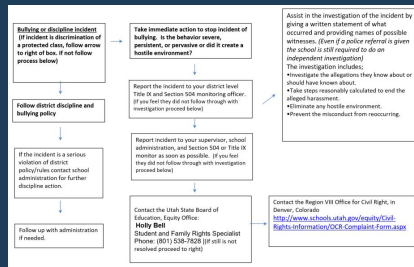 Bullying or discipline incident
(If incident is discrimination of
a protected class, follow arrow
to right of box. if not follow
process below)
Follow district discipline and
bullying policy
If the incident is a serious
violation of district
policy/rules contact school
administration for further
discipline action.
Follow up with administration
if needed.
Take immediate action to stop incident of
bullying. Is the behavior severe,
persistent, or pervasive or did it create a
hostile environment?
Report the incident to your district level
Title IX and Section 504 monitoring officer.
(If you feel they did not follow through with
investigation proceed below)
Report incident to your supervisor, school
administration, and Section 504 or Title IX
monitor as soon as possible. (If you feel
they did not follow through with investigation
proceed below)
Contact the Utah State Board of
Education, Equity Office:
Holly Bell
Student and Family Rights Specialist
Phone: (801) 538-7828 (If still is not
resolved proceed to right)
Assist in the investigation of the incident by
giving a written statement of what
occurred and providing names of possible
witnesses. (Even if a police referral is given
the school is still required to do an
independent investigation)
The investigation includes;
•Investigate the allegations they know about or
should have known about.
•Take steps reasonably calculated to end the
alleged harassment.
•Eliminate any hostile environment.
•Prevent the misconduct from reoccurring.
Contact the Region VIII Office for Civil Right, in
Denver, Colorado
http://www.schools.utah.gov/equity/Civil-
Rights-Information/OCR-Complaint-Form.aspx